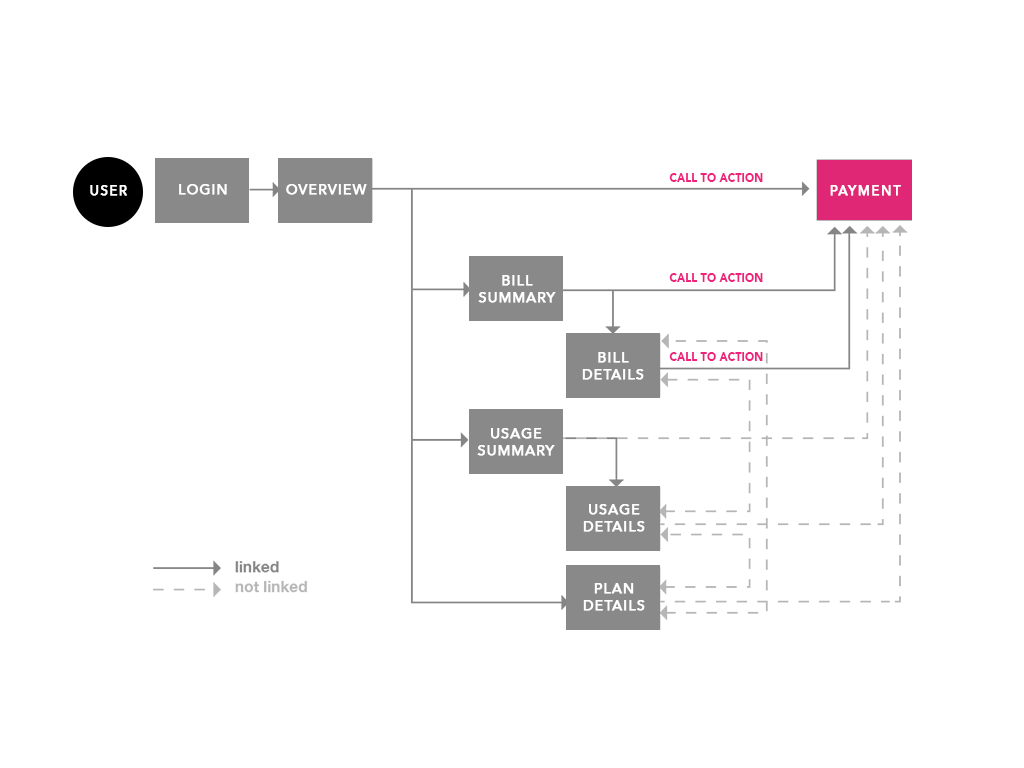 USER
LOGIN
OVERVIEW
CALL TO ACTION
PAYMENT
BILL
SUMMARY
CALL TO ACTION
BILL
DETAILS
CALL TO ACTION
USAGE
SUMMARY
USAGE
DETAILS
PLAN
DETAILS
linked
not linked